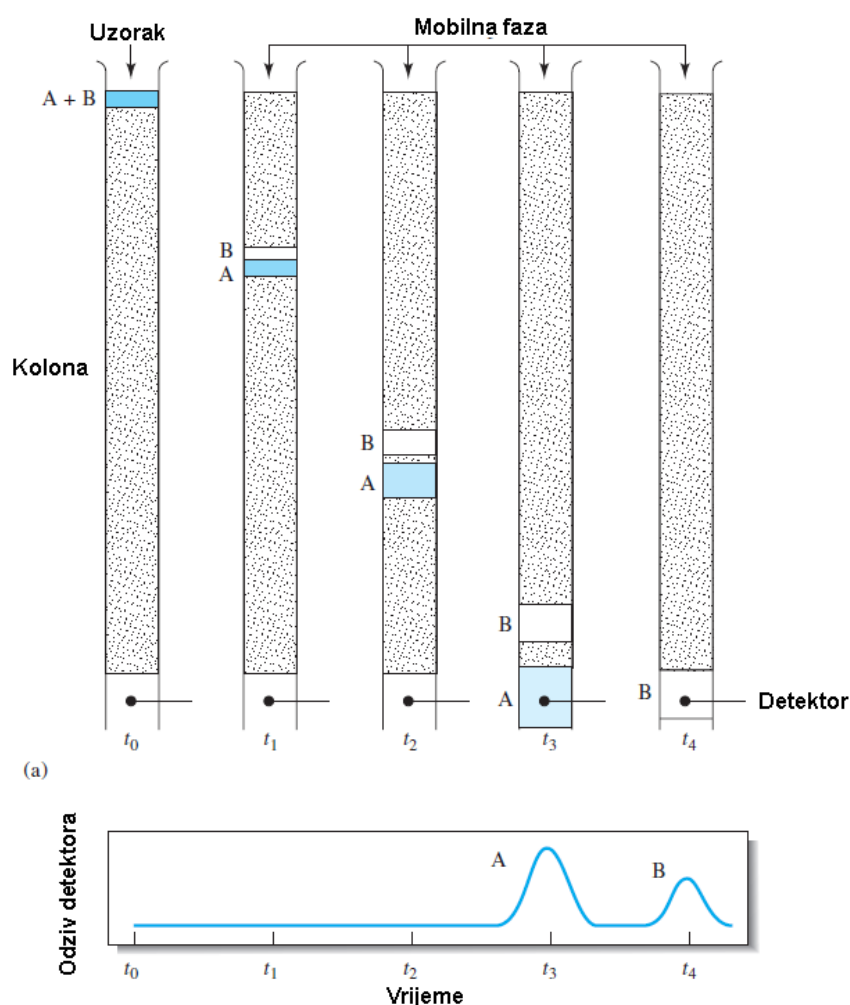 Uzorak
Mobilna faza
A + B
B
A
Kolona
B
A
B
A
B
Detektor
t₀
t₁
t₂
t₃
t₄
(a)
Odziv detektora
A
B
t₀
t₁
t₂
t₃
t₄
Vrijeme